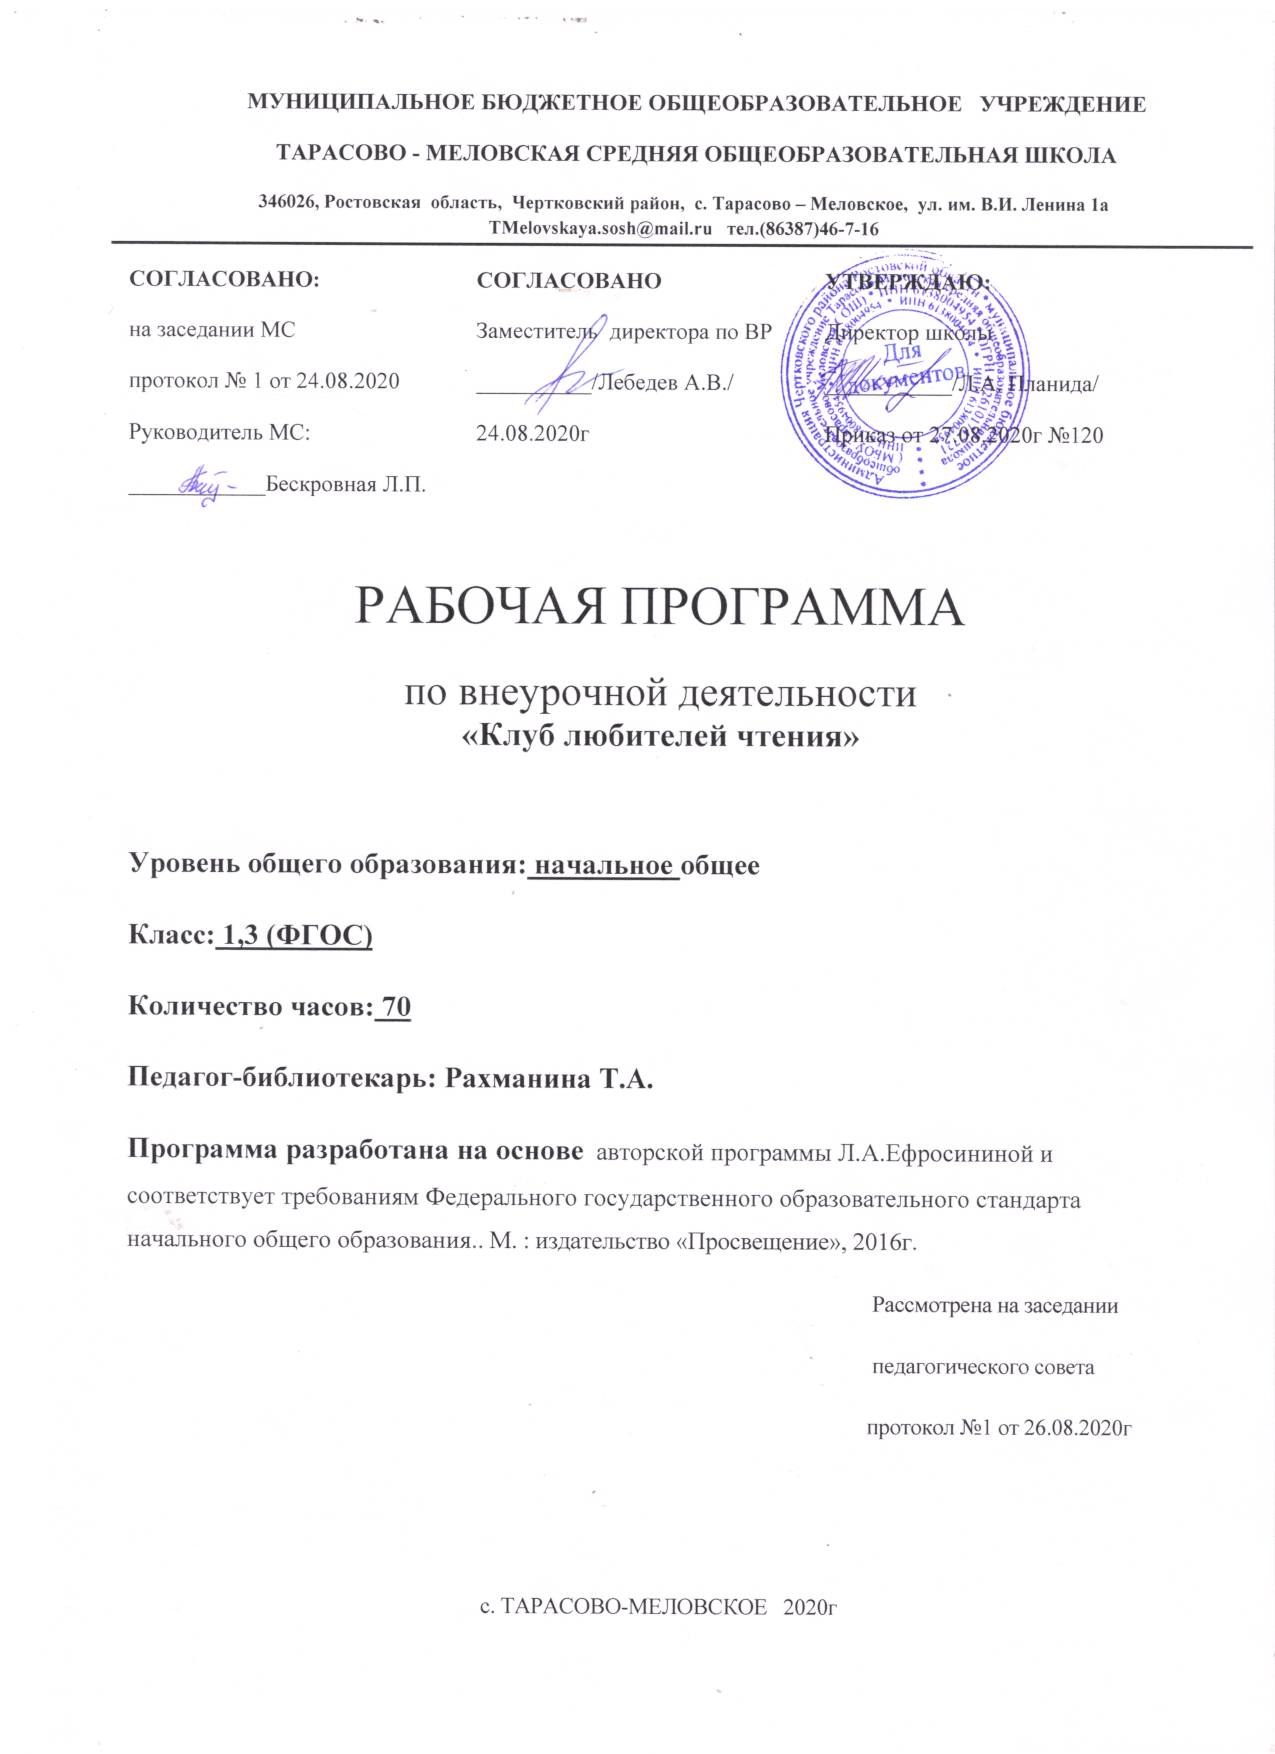 МУНИЦИПАЛЬНОЕ БЮДЖЕТНОЕ ОБЩЕОБРАЗОВАТЕЛЬНОЕ УЧРЕЖДЕНИЕ
ТАРАСОВО - МЕЛОВСКАЯ СРЕДНЯЯ ОБЩЕОБРАЗОВАТЕЛЬНАЯ ШКОЛА
346026, Ростовская область, Чертковский район, с. Тарасово – Меловское, ул. им. В.И. Ленина 1а
TMelovskaya.sosh@mail.ru тел.(86387)46-7-16
СОГЛАСОВАНО:
на заседании МС
протокол № 1 от 24.08.2020
Руководитель МС:
____________Бескровная Л.П.
СОГЛАСОВАНО
Заместитель директора по ВР
__________/Лебедев А.В./
24.08.2020г
УТВЕРЖДАЮ:
Директор школы
___________/Л.А. Планида/
Приказ от 27.08.2020г №120
Для
документов
РАБОЧАЯ ПРОГРАММА
по внеурочной деятельности
«Клуб любителей чтения»
Уровень общего образования: начальное общее
Класс: 1,3 (ФГОС)
Количество часов: 70
Педагог-библиотекарь: Рахманина Т.А.
Программа разработана на основе авторской программы Л.А.Ефросининой и
соответствует требованиям Федерального государственного образовательного стандарта
начального общего образования.. М. : издательство «Просвещение», 2016г.
Рассмотрена на заседании
педагогического совета
протокол №1 от 26.08.2020г
с. ТАРАСОВО-МЕЛОВСКОЕ 2020г